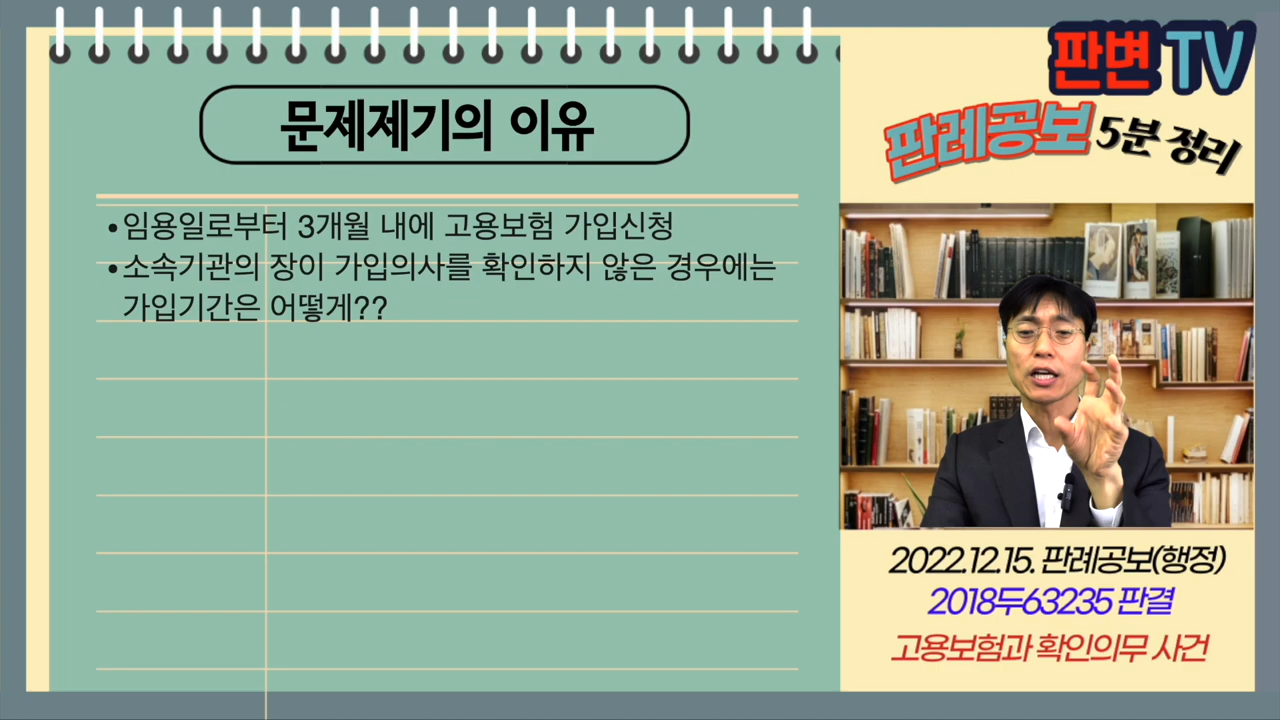 문제제기의 이유
•임용일로부터 3개월 내에 고용보험 가입신청
•소속기관의 장이 가입의사를 확인하지 않은 경우에는
가입기간은 어떻게??
판변 TV
판례공보 5분 정리
2022.12.15. 판례공보(행정)
2018두63235 판결
고용보험과 확인의무 사건